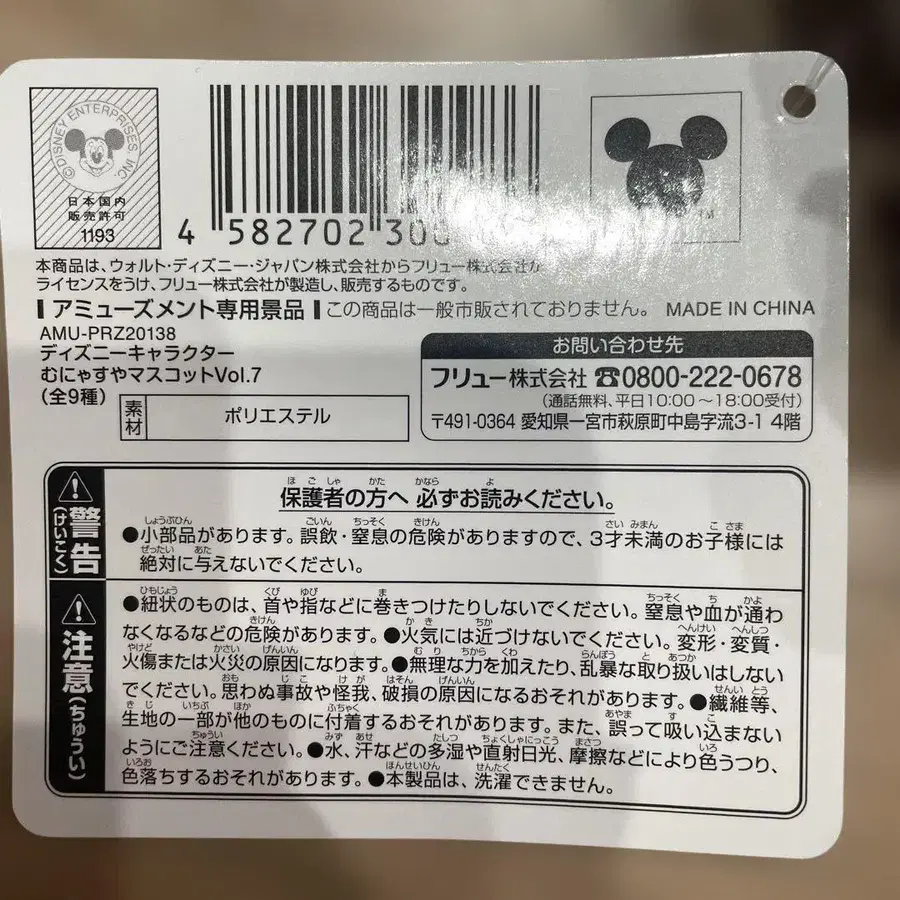 ©DISNEY ENTERPRISES, INC.
日本国内
販売許可
1193
4 582702 300
本商品は、ウォルト・ディズニー・ジャパン株式会社からフリュー株式会社が
ライセンスをうけ、フリュー株式会社が製造し、販売するものです。
アミューズメント専用景品 この商品は一般市販されておりません。 MADE IN CHINA
AMU-PRZ20138
ディズニーキャラクター
むにゃすやマスコットVol.7
(全9種)
素材 ポリエステル
お問い合わせ先
フリュー株式会社 ☎0800-222-0678
(通話無料、平日10:00~18:00受付)
〒491-0364 愛知県一宮市萩原町中島字流3-1 4階
警告(けいこく)
保護者の方へ 必ずお読みください。
●小部品があります。誤飲・窒息の危険がありますので、3才未満のお子様には
絶対に与えないでください。
注意(ちゅうい)
●紐状のものは、首や指などに巻きつけたりしないでください。窒息や血が通わ
なくなるなどの危険があります。●火気には近づけないでください。変形・変質・
火傷または火災の原因になります。●無理な力を加えたり、乱暴な取り扱いはしない
でください。思わぬ事故や怪我、破損の原因になるおそれがあります。●繊維等、
生地の一部が他のものに付着するおそれがあります。また、誤って吸い込まない
ようにご注意ください。●水、汗などの多湿や直射日光、摩擦などにより色うつり、
色落ちするおそれがあります。●本製品は、洗濯できません。